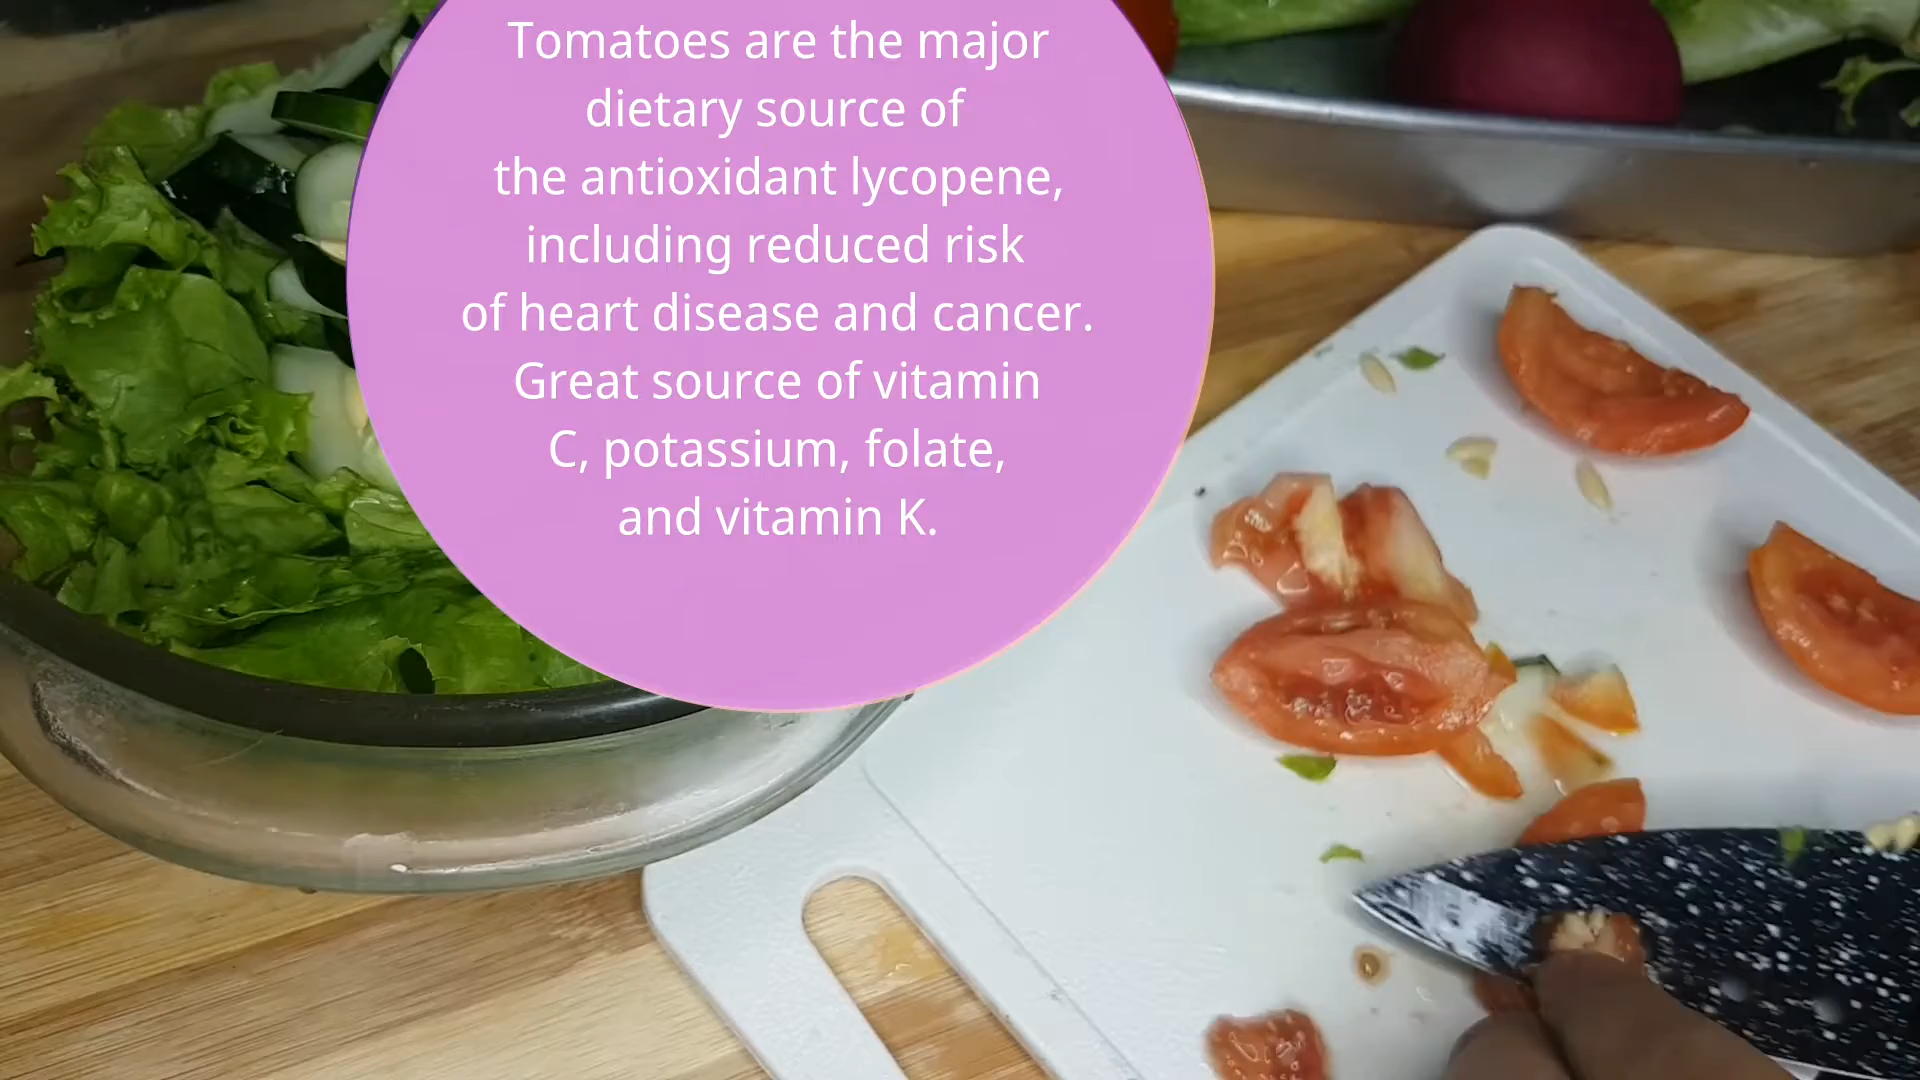 Tomatoes are the major
dietary source of
the antioxidant lycopene,
including reduced risk
of heart disease and cancer.
Great source of vitamin
C, potassium, folate,
and vitamin K.